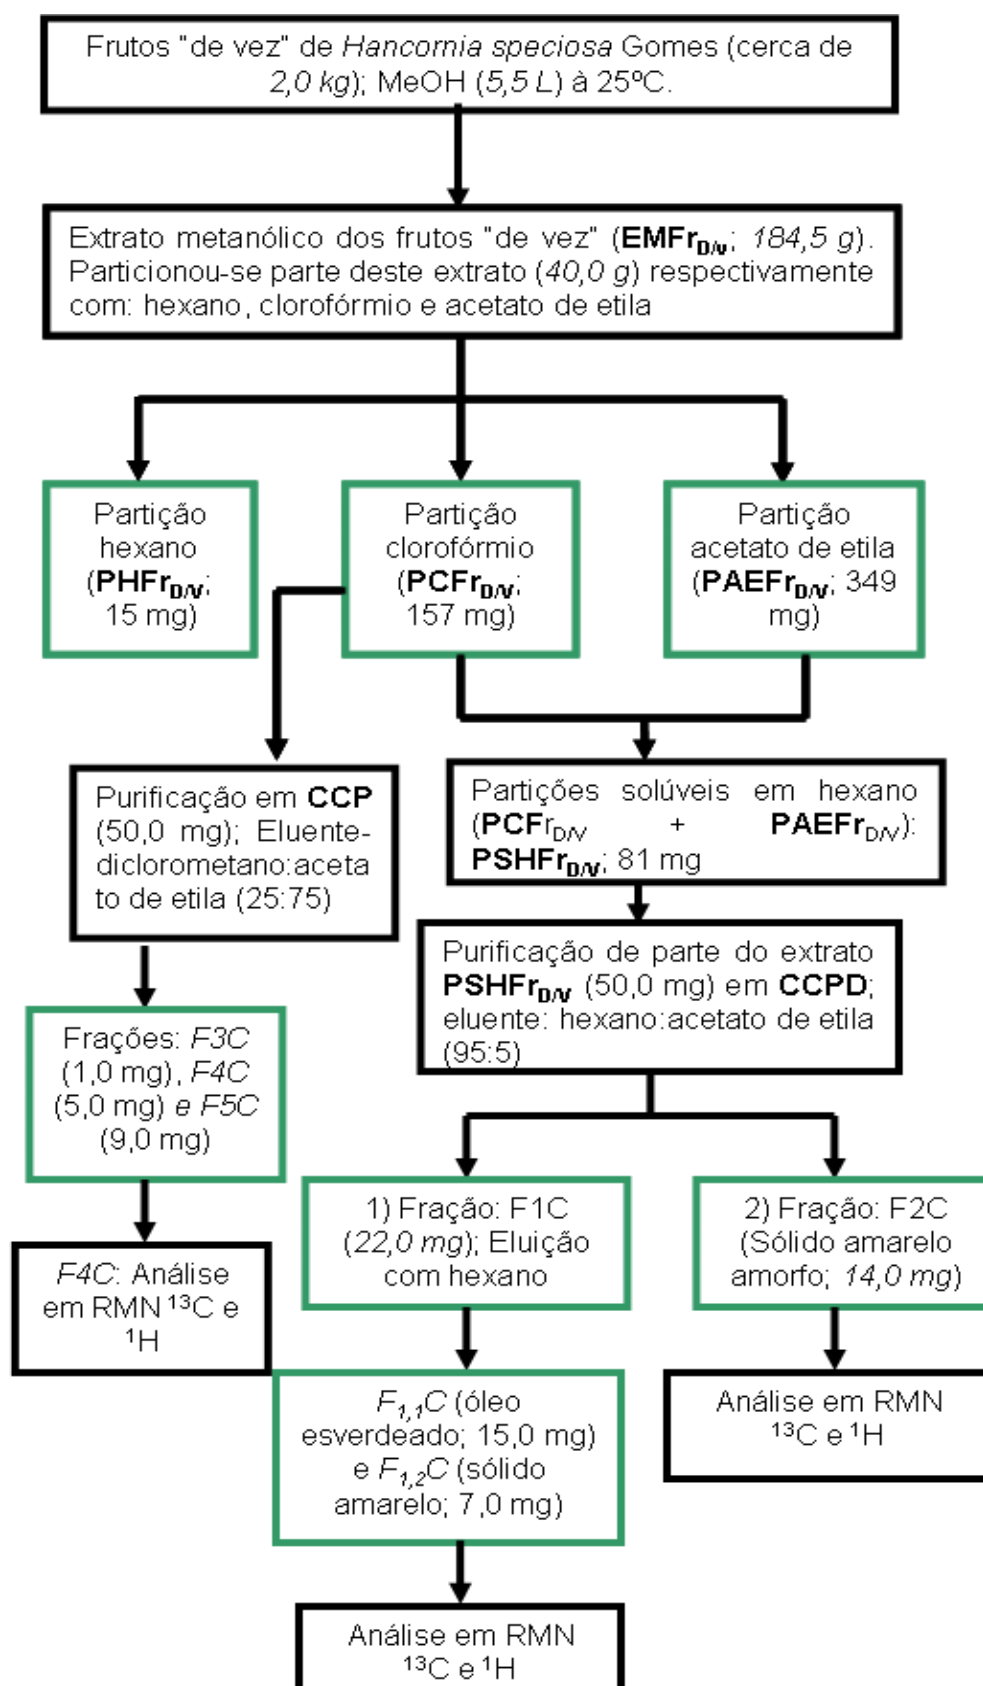 Frutos "de vez" de Hancornia speciosa Gomes (cerca de
2,0 kg); MeOH (5,5 L) à 25ºC.
Extrato metanólico dos frutos "de vez" (EMFrD/V; 184,5 g).
Particionou-se parte deste extrato (40,0 g) respectivamente
com: hexano, clorofórmio e acetato de etila
Partição
hexano
(PHFrD/V;
15 mg)
Partição
clorofórmio
(PCFrD/V;
157 mg)
Partição
acetato de etila
(PAEFrD/V; 349
mg)
Purificação em CCP
(50,0 mg); Eluente-
diclorometano:aceta
to de etila (25:75)
Partições solúveis em hexano
(PCFrD/V + PAEFrD/V):
PSHFrD/V; 81 mg
Purificação de parte do extrato
PSHFrD/V (50,0 mg) em CCPD;
eluente: hexano:acetato de etila
(95:5)
Frações: F3C
(1,0 mg), F4C
(5,0 mg) e F5C
(9,0 mg)
1) Fração: F1C
(22,0 mg); Eluição
com hexano
2) Fração: F2C
(Sólido amarelo
amorfo; 14,0 mg)
F4C: Análise
em RMN ¹³C e
¹H
F1,1C (óleo
esverdeado; 15,0 mg)
e F1,2C (sólido
amarelo; 7,0 mg)
Análise em RMN
¹³C e ¹H
Análise em RMN
¹³C e ¹H